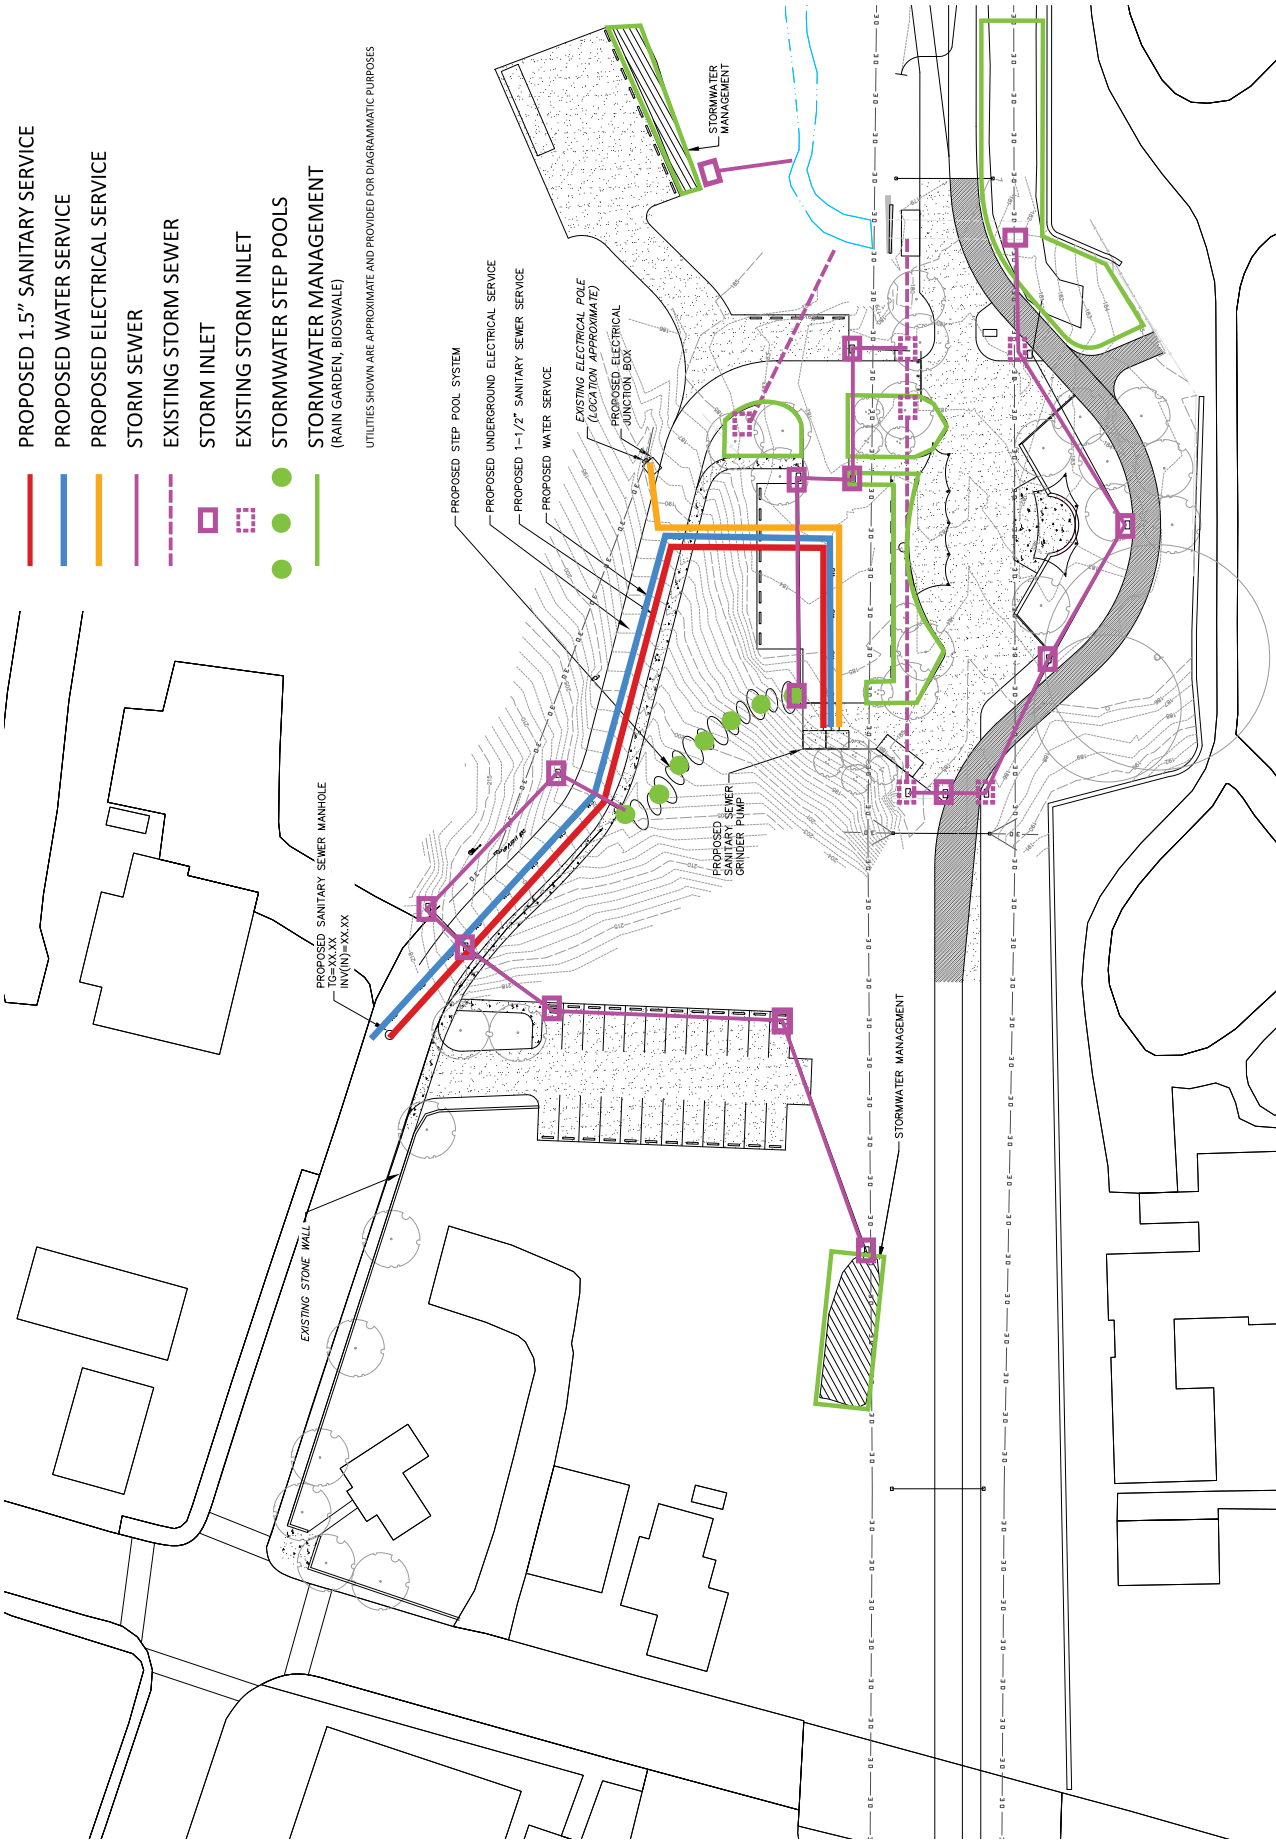 PROPOSED 1.5" SANITARY SERVICE
PROPOSED WATER SERVICE
PROPOSED ELECTRICAL SERVICE
STORM SEWER
EXISTING STORM SEWER
STORM INLET
EXISTING STORM INLET
STORMWATER STEP POOLS
STORMWATER MANAGEMENT
(RAIN GARDEN, BIOSWALE)
UTILITIES SHOWN ARE APPROXIMATE AND PROVIDED FOR DIAGRAMMATIC PURPOSES
STORMWATER
MANAGEMENT
PROPOSED STEP POOL SYSTEM
PROPOSED UNDERGROUND ELECTRICAL SERVICE
PROPOSED 1-1/2" SANITARY SEWER SERVICE
PROPOSED WATER SERVICE
EXISTING ELECTRICAL POLE
(LOCATION APPROXIMATE)
PROPOSED ELECTRICAL
JUNCTION BOX
PROPOSED SANITARY SEWER MANHOLE
TG=XX.XX
INV(IN)=XX.XX
PROPOSED
SANITARY SEWER
GRINDER PUMP
STORMWATER MANAGEMENT
EXISTING STONE WALL